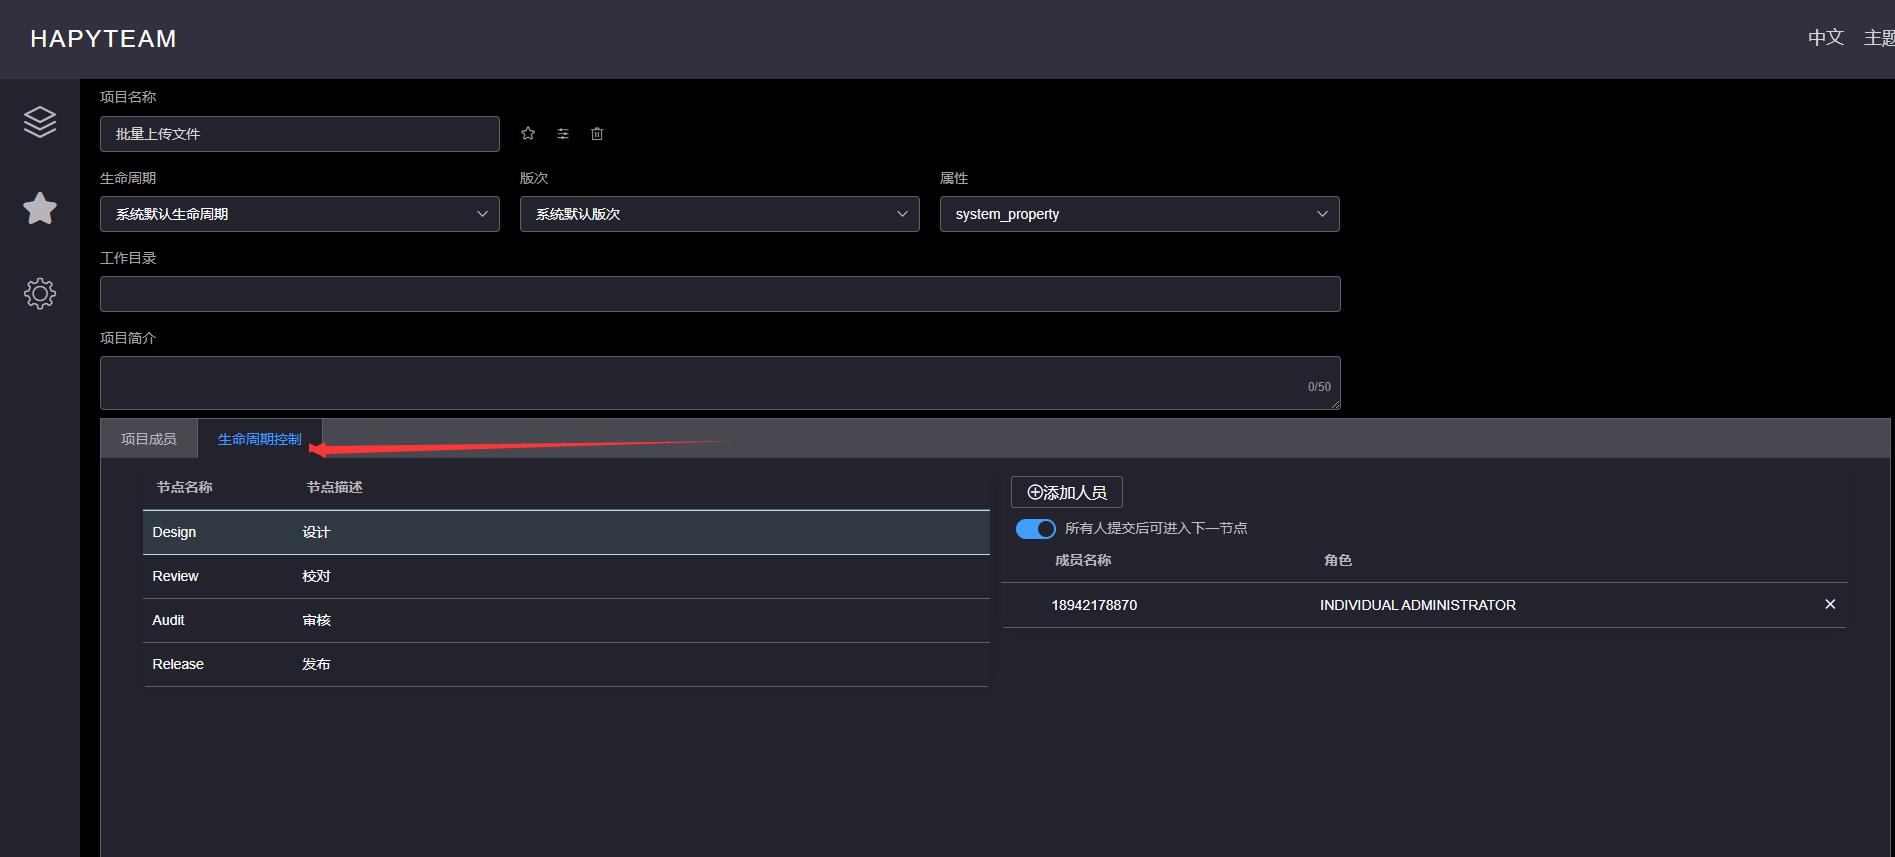 HAPYTEAM
中文 主题
项目名称
批量上传文件
生命周期 版次 属性
系统默认生命周期 系统默认版次 system_property
工作目录
项目简介
0/50
项目成员 生命周期控制
节点名称 节点描述
Design 设计
Review 校对
Audit 审核
Release 发布
添加人员
所有人提交后可进入下一节点
成员名称 角色
18942178870 INDIVIDUAL ADMINISTRATOR